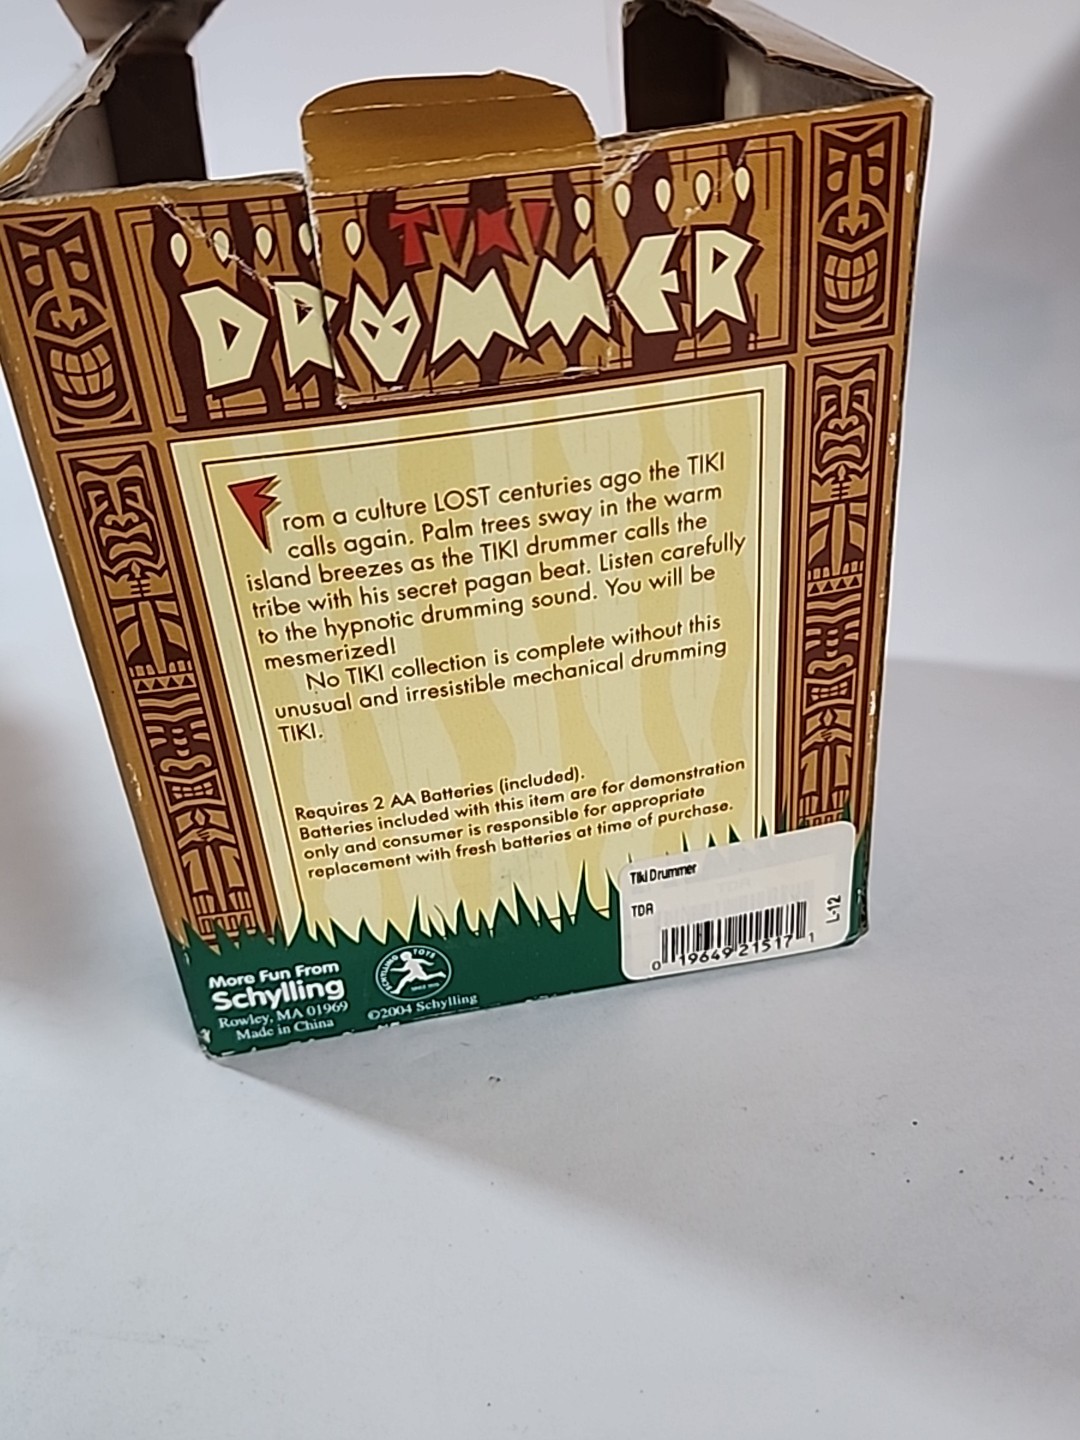 TIKI
DRUMMER
From a culture LOST centuries ago the TIKI
calls again. Palm trees sway in the warm
island breezes as the TIKI drummer calls the
tribe with his secret pagan beat. Listen carefully
to the hypnotic drumming sound. You will be
mesmerized!
No TIKI collection is complete without this
unusual and irresistible mechanical drumming
TIKI.
Requires 2 AA Batteries (included).
Batteries included with this item are for demonstration
only and consumer is responsible for appropriate
replacement with fresh batteries at time of purchase.
Tiki Drummer
TDR
L-12
0 19649 21517 1
More Fun From
Schylling
Rowley, MA 01969
Made in China
SCHYLLING TOYS
SINCE 1975
©2004 Schylling